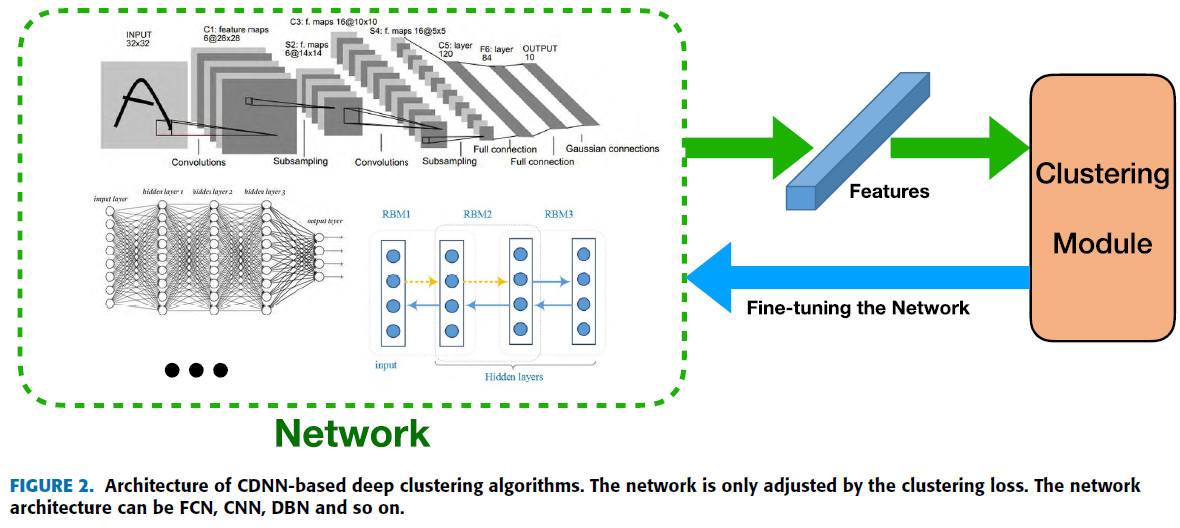 INPUT
32x32
C1: feature maps
6@28x28
S2: f. maps
6@14x14
C3: f. maps 16@10x10
S4: f. maps 16@5x5
C5: layer
120
F6: layer
84
OUTPUT
10
Convolutions
Subsampling
Convolutions
Subsampling
Full connection
Full connection
Gaussian connections
input layer
hidden layer 1
hidden layer 2
hidden layer 3
output layer
RBM1
RBM2
RBM3
input
Hidden layers
Network
Features
Clustering
Module
Fine-tuning the Network
FIGURE 2. Architecture of CDNN-based deep clustering algorithms. The network is only adjusted by the clustering loss. The network
architecture can be FCN, CNN, DBN and so on.